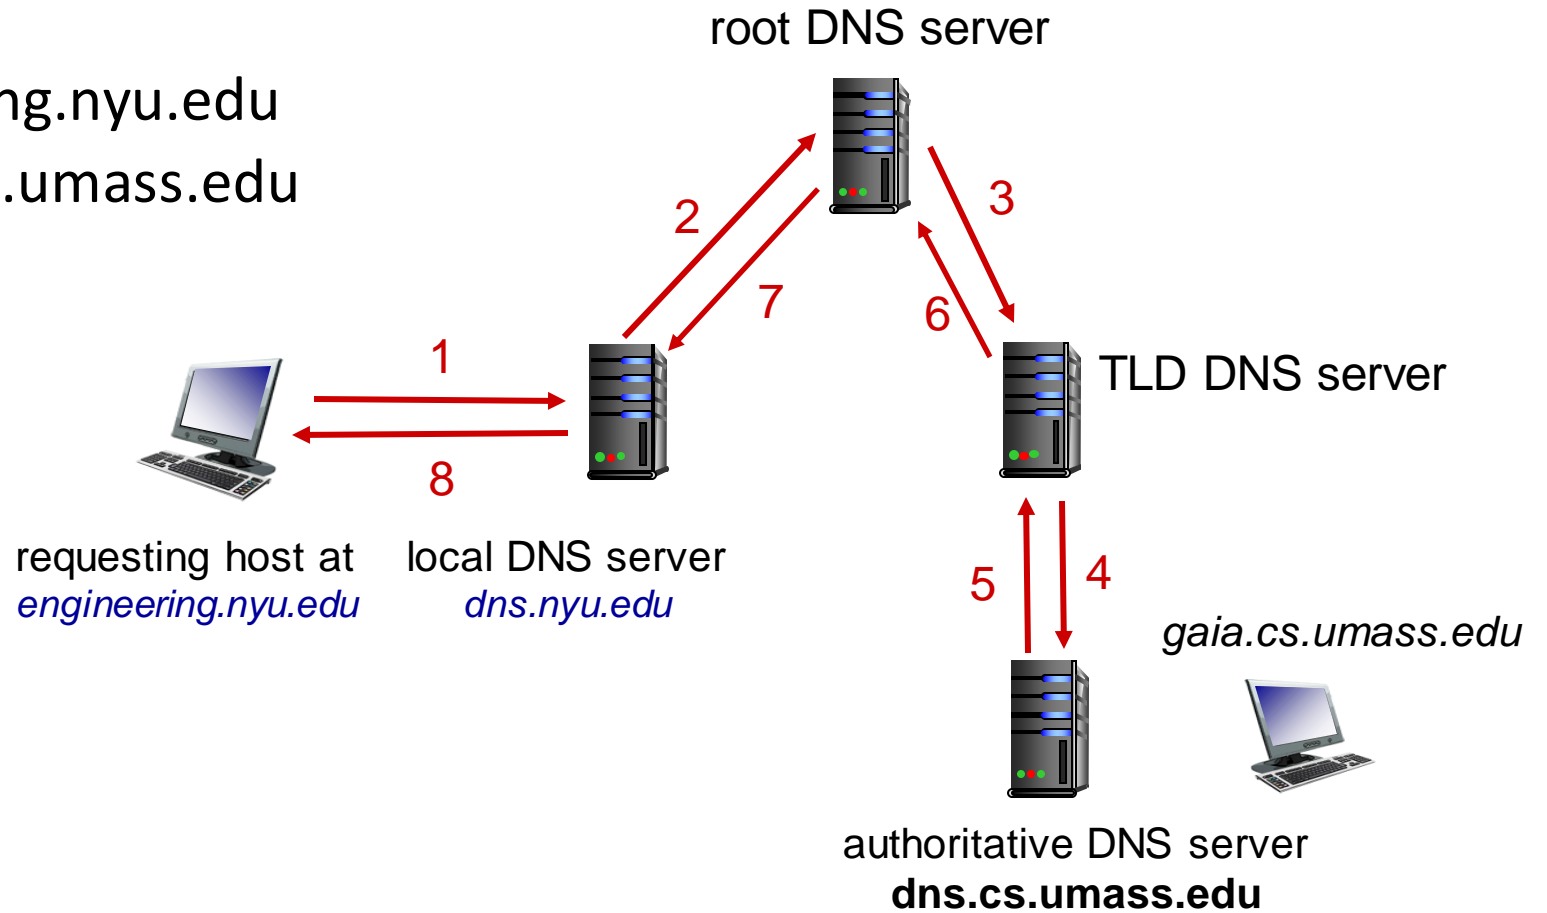 root DNS server
ng.nyu.edu
.umass.edu
2
3
7
6
1
TLD DNS server
8
requesting host at
engineering.nyu.edu
local DNS server
dns.nyu.edu
5
4
gaia.cs.umass.edu
authoritative DNS server
dns.cs.umass.edu